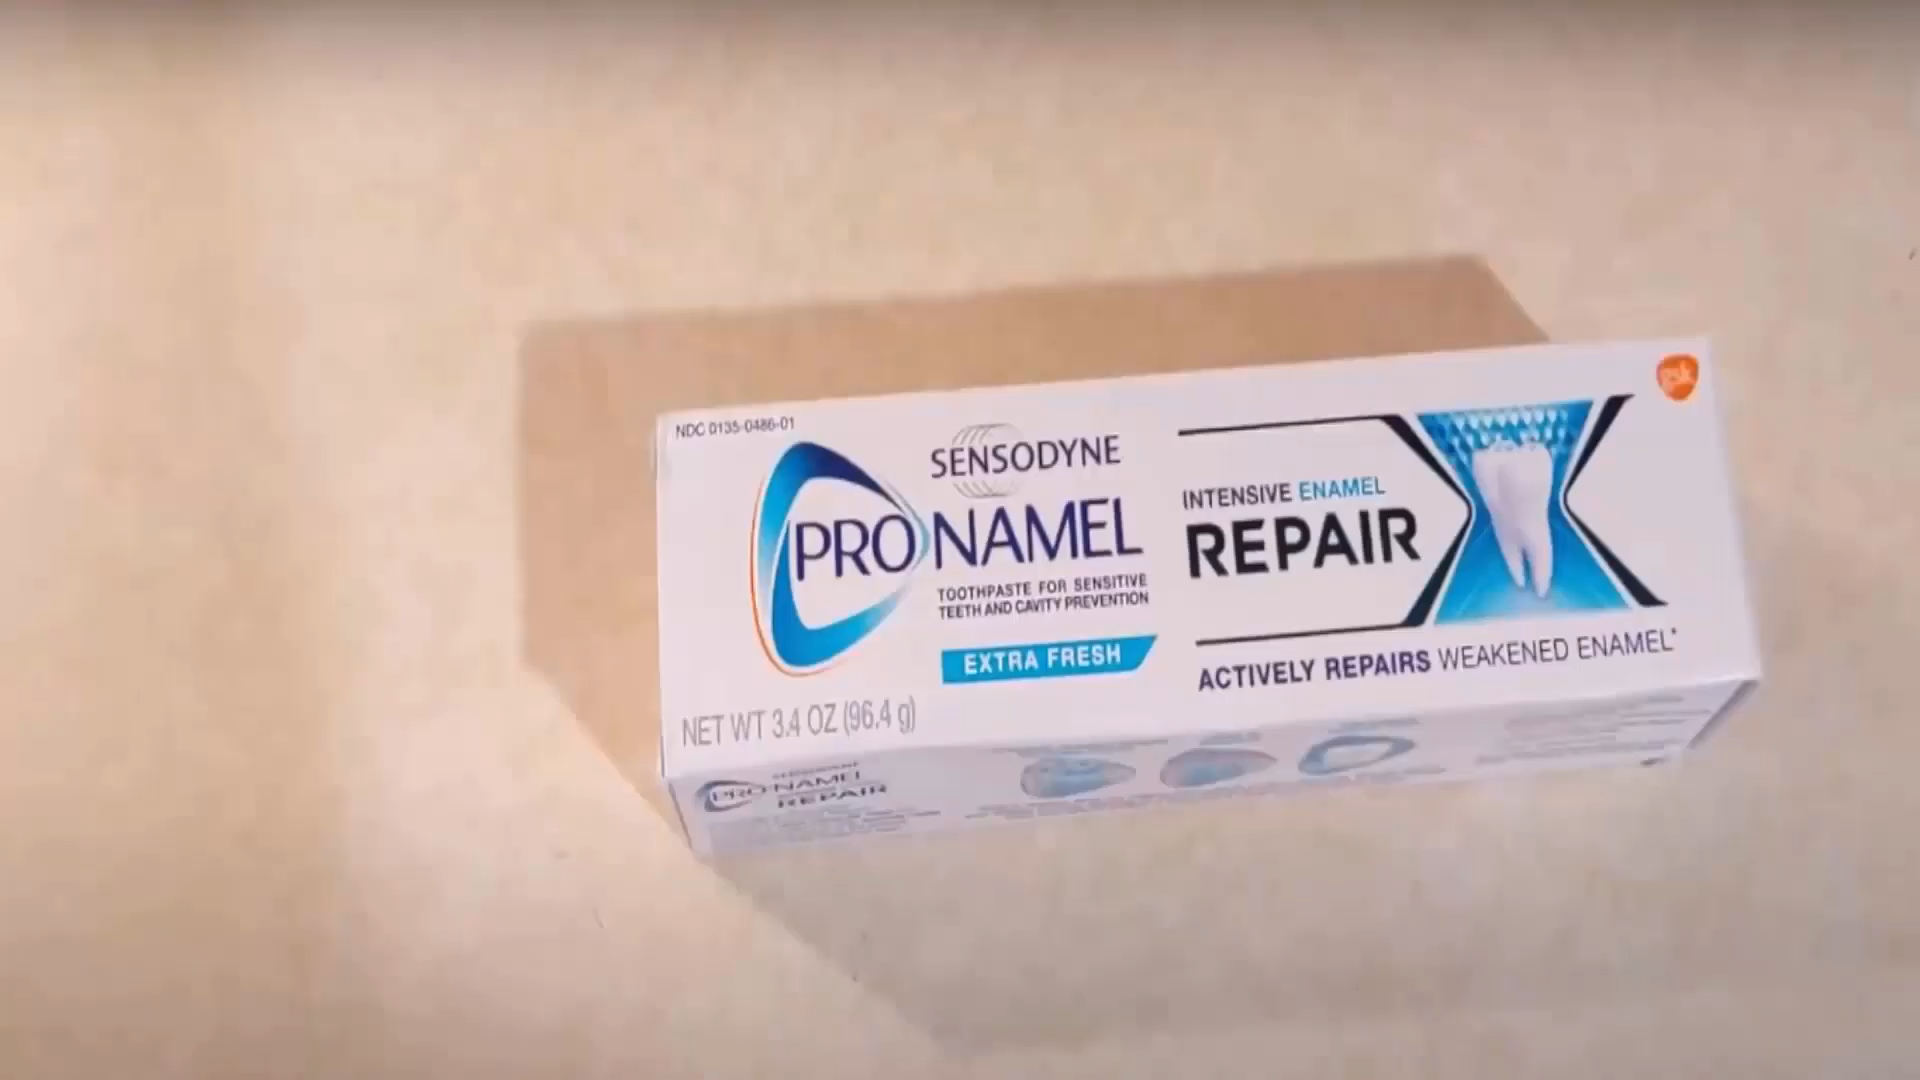 NDC 0135-0486-01
SENSODYNE
PRONAMEL
TOOTHPASTE FOR SENSITIVE
TEETH AND CAVITY PREVENTION
EXTRA FRESH
NET WT 3.4 OZ (96.4 g)
INTENSIVE ENAMEL
REPAIR
ACTIVELY REPAIRS WEAKENED ENAMEL*
gsk
PRONAMEL
REPAIR